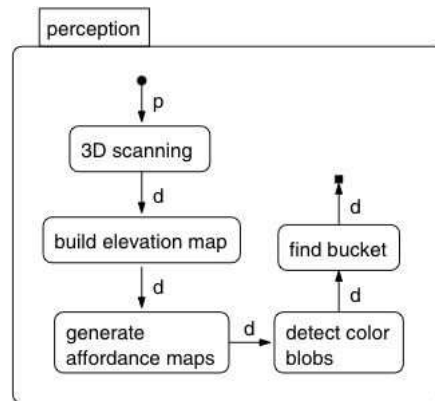 perception
p
3D scanning
d
build elevation map
d
generate
affordance maps
d
detect color
blobs
d
find bucket
d